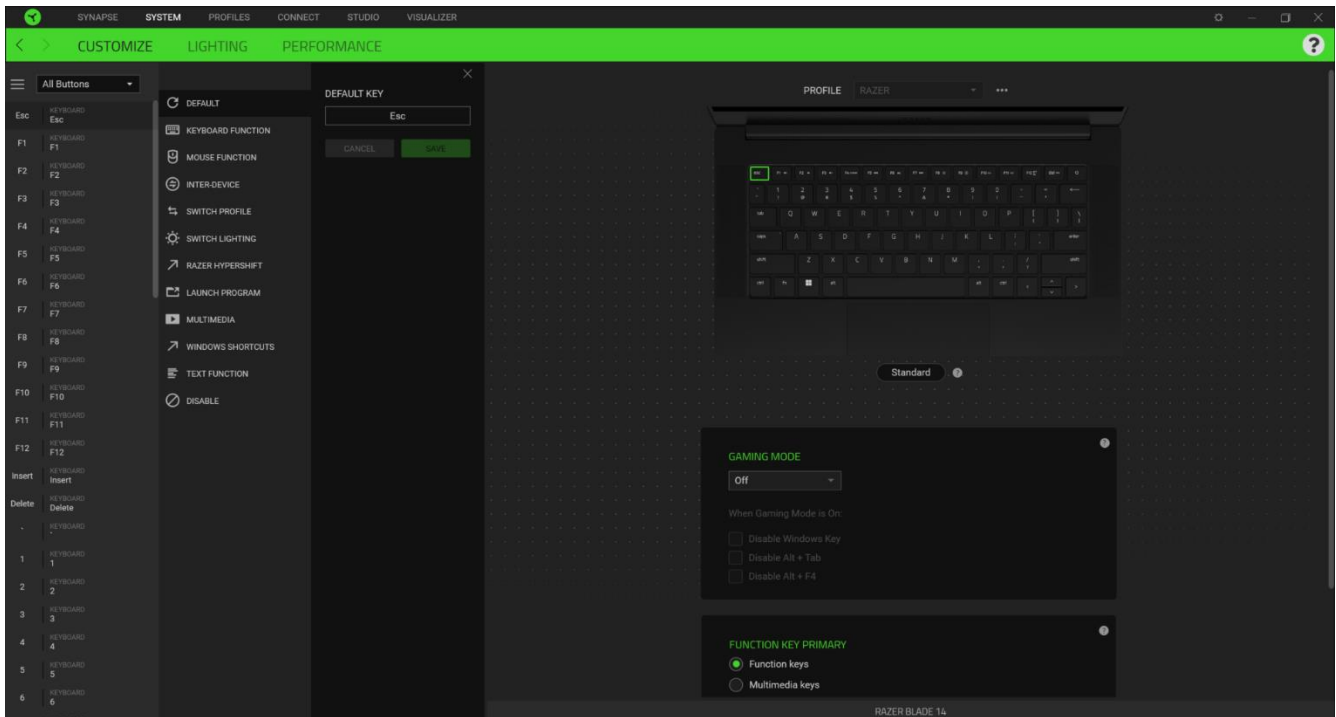 SYNAPSE SYSTEM PROFILES CONNECT STUDIO VISUALIZER
CUSTOMIZE LIGHTING PERFORMANCE
?
All Buttons
Esc KEYBOARD Esc
F1 KEYBOARD F1
F2 KEYBOARD F2
F3 KEYBOARD F3
F4 KEYBOARD F4
F5 KEYBOARD F5
F6 KEYBOARD F6
F7 KEYBOARD F7
F8 KEYBOARD F8
F9 KEYBOARD F9
F10 KEYBOARD F10
F11 KEYBOARD F11
F12 KEYBOARD F12
Insert KEYBOARD Insert
Delete KEYBOARD Delete
` KEYBOARD `
1 KEYBOARD 1
2 KEYBOARD 2
3 KEYBOARD 3
4 KEYBOARD 4
5 KEYBOARD 5
6 KEYBOARD 6
DEFAULT
KEYBOARD FUNCTION
MOUSE FUNCTION
INTER-DEVICE
SWITCH PROFILE
SWITCH LIGHTING
RAZER HYPERSHIFT
LAUNCH PROGRAM
MULTIMEDIA
WINDOWS SHORTCUTS
TEXT FUNCTION
DISABLE
DEFAULT KEY
Esc
CANCEL SAVE
PROFILE RAZER
Q W E R T Y U I O P
A S D F G H J K L
Z X C V B N M
Standard ?
GAMING MODE ?
Off
When Gaming Mode is On:
Disable Windows Key
Disable Alt + Tab
Disable Alt + F4
FUNCTION KEY PRIMARY ?
Function keys
Multimedia keys
RAZER BLADE 14